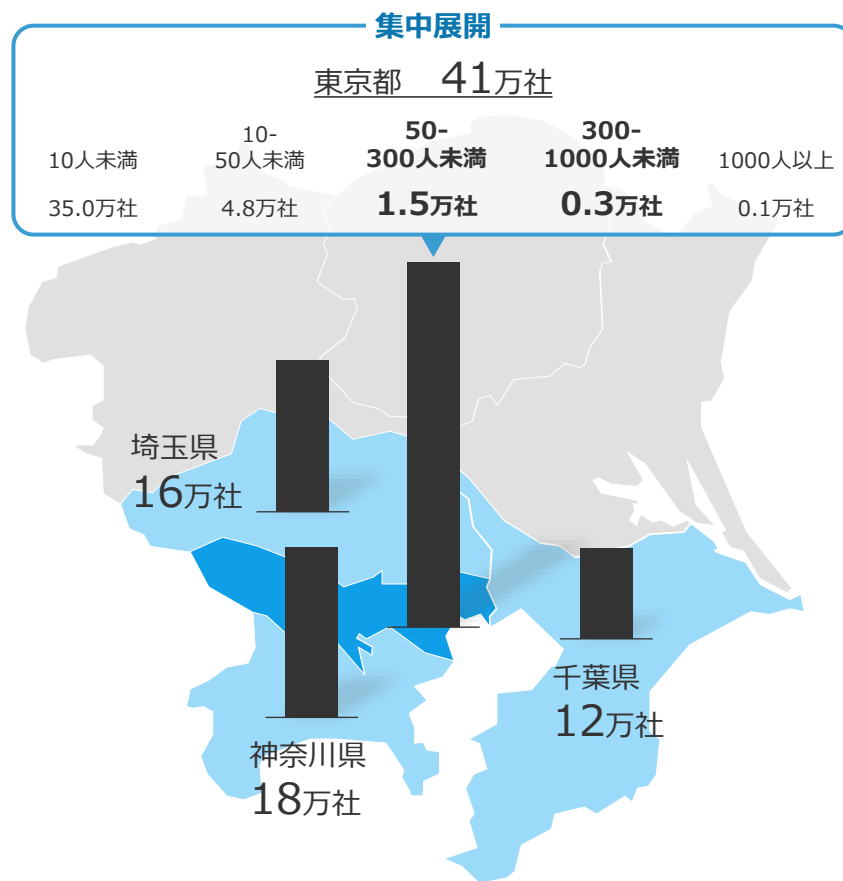 集中展開
東京都 41万社
10人未満
10-
50人未満
50-
300人未満
300-
1000人未満
1000人以上
35.0万社
4.8万社
1.5万社
0.3万社
0.1万社
埼玉県
16万社
千葉県
12万社
神奈川県
18万社